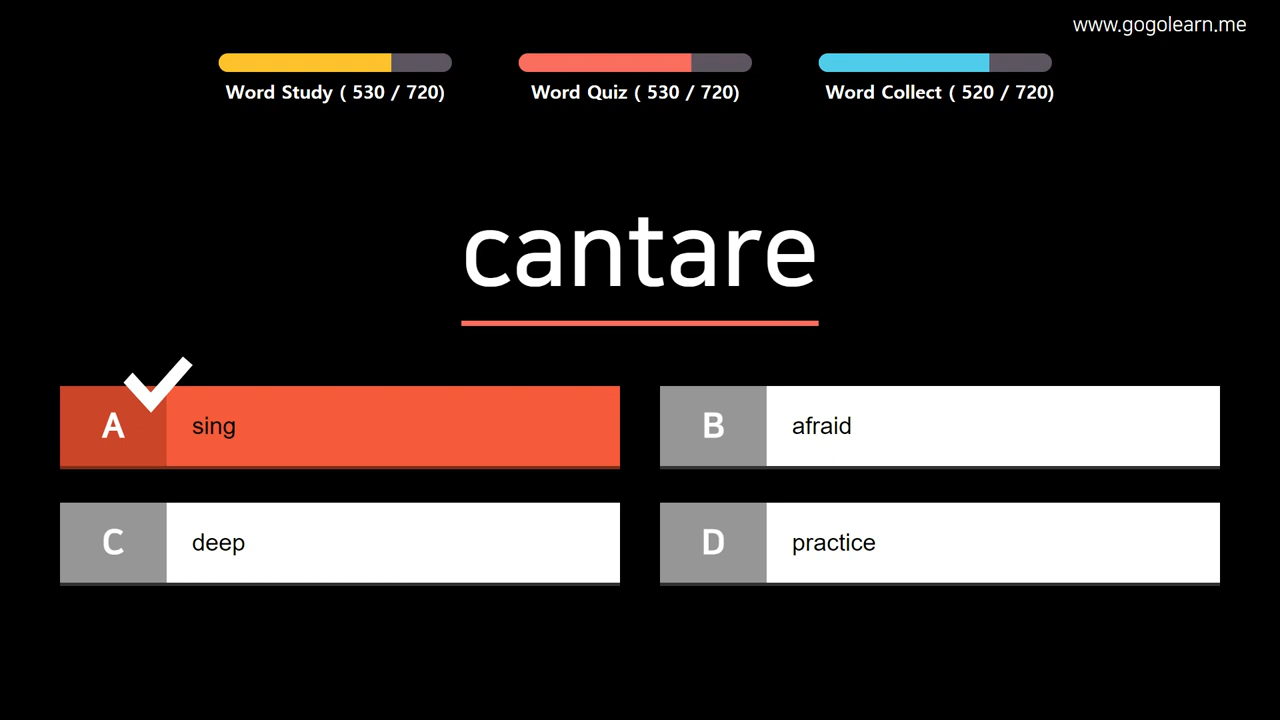 www.gogolearn.me
Word Study ( 530 / 720)
Word Quiz ( 530 / 720)
Word Collect ( 520 / 720)
cantare
A sing
B afraid
C deep
D practice